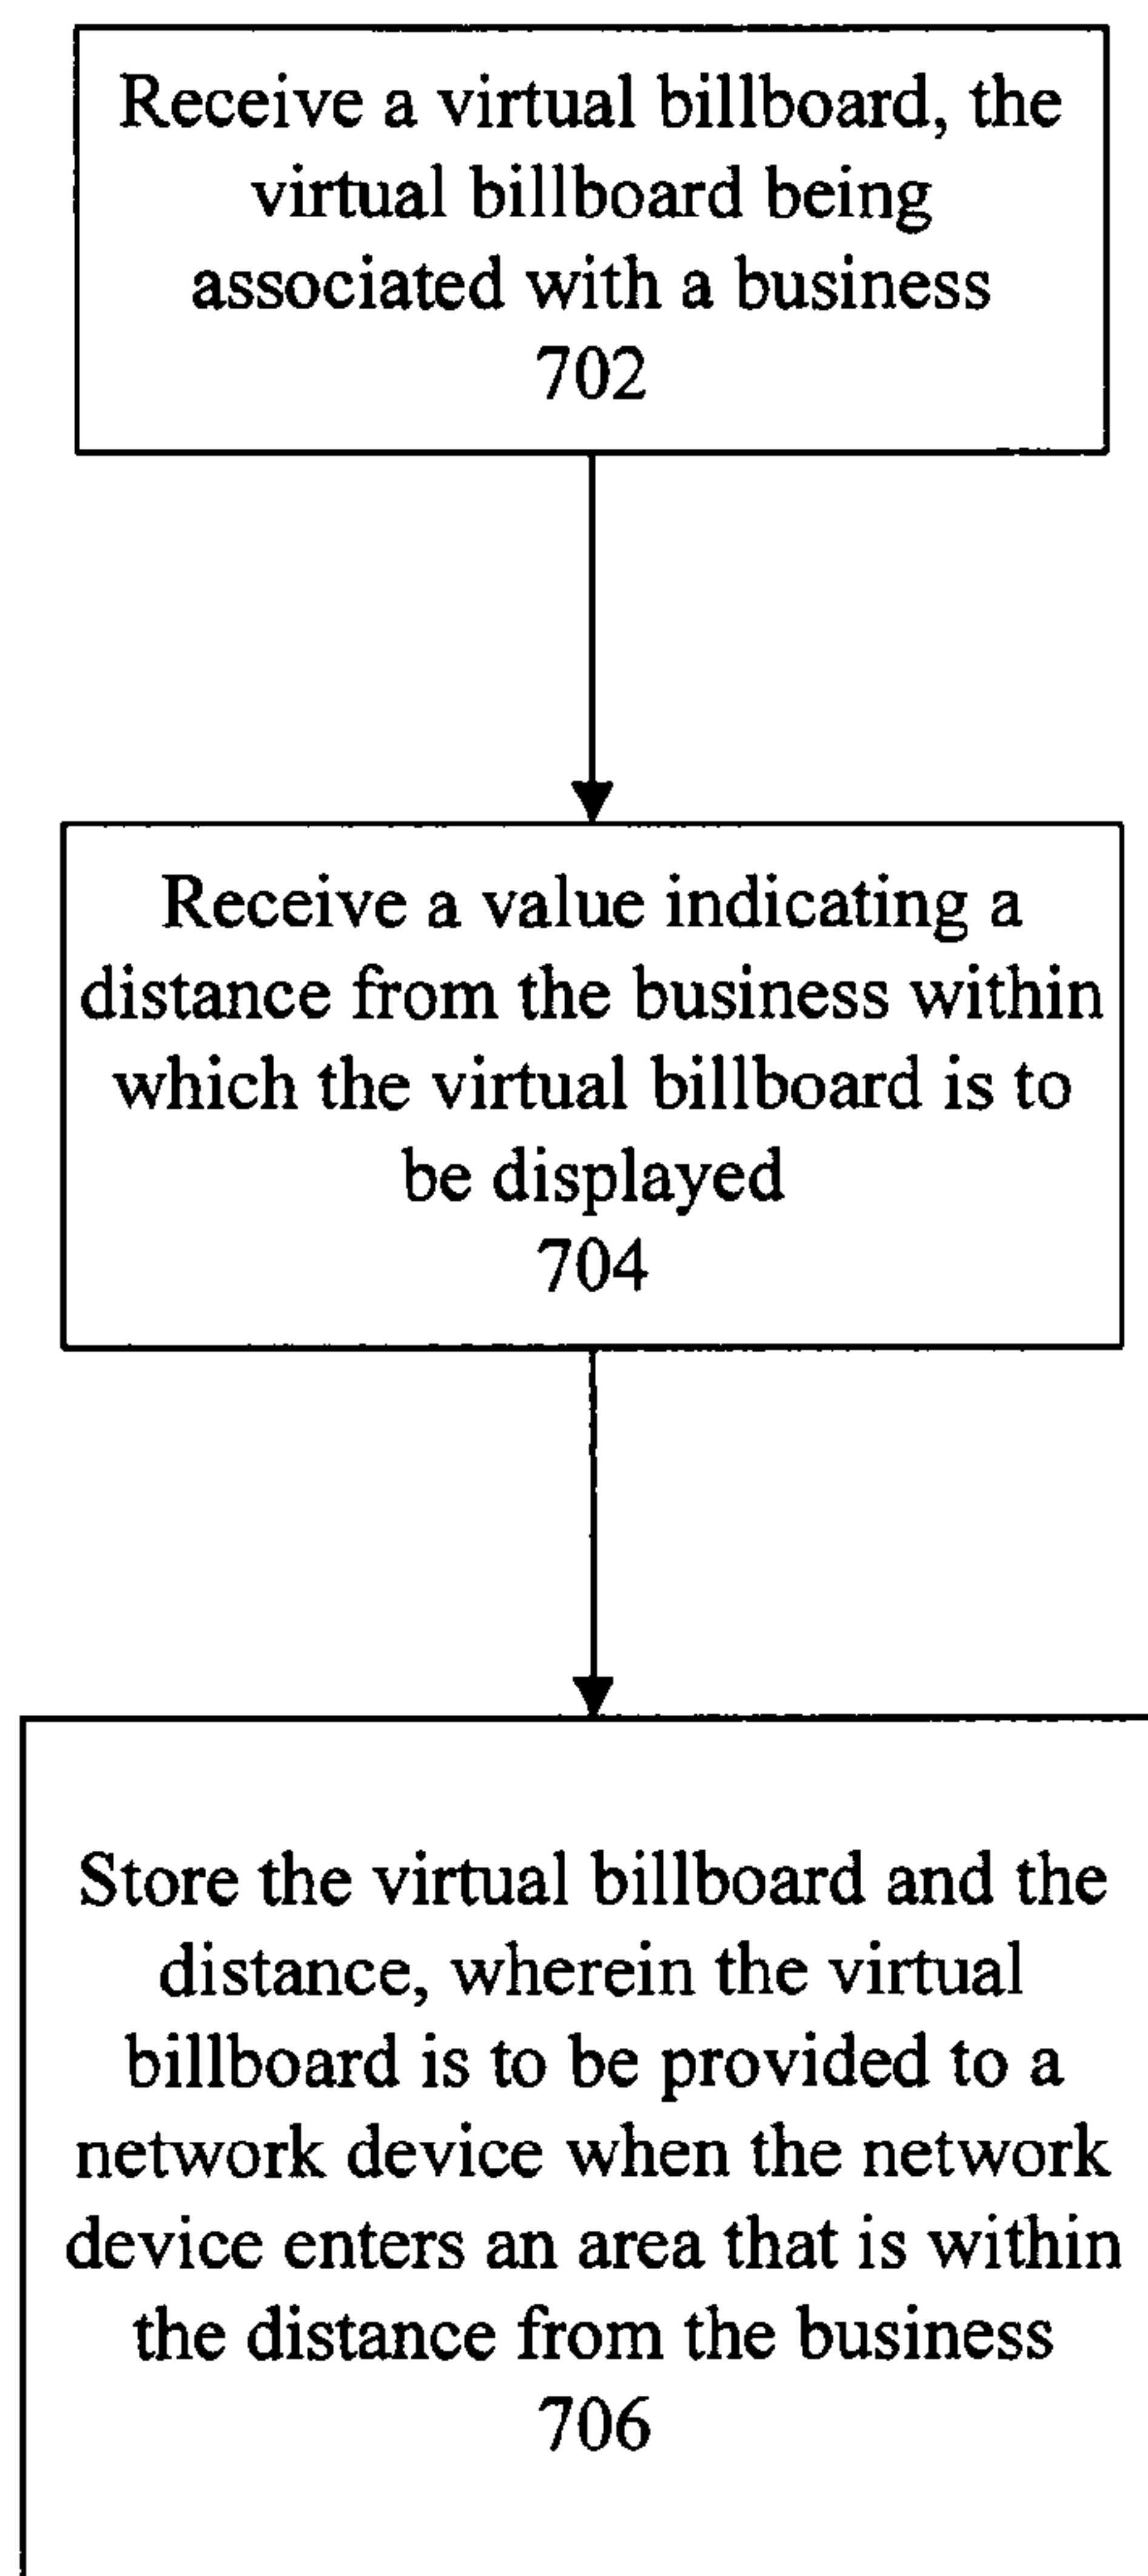 Receive a virtual billboard, the
virtual billboard being
associated with a business
702
Receive a value indicating a
distance from the business within
which the virtual billboard is to
be displayed
704
Store the virtual billboard and the
distance, wherein the virtual
billboard is to be provided to a
network device when the network
device enters an area that is within
the distance from the business
706